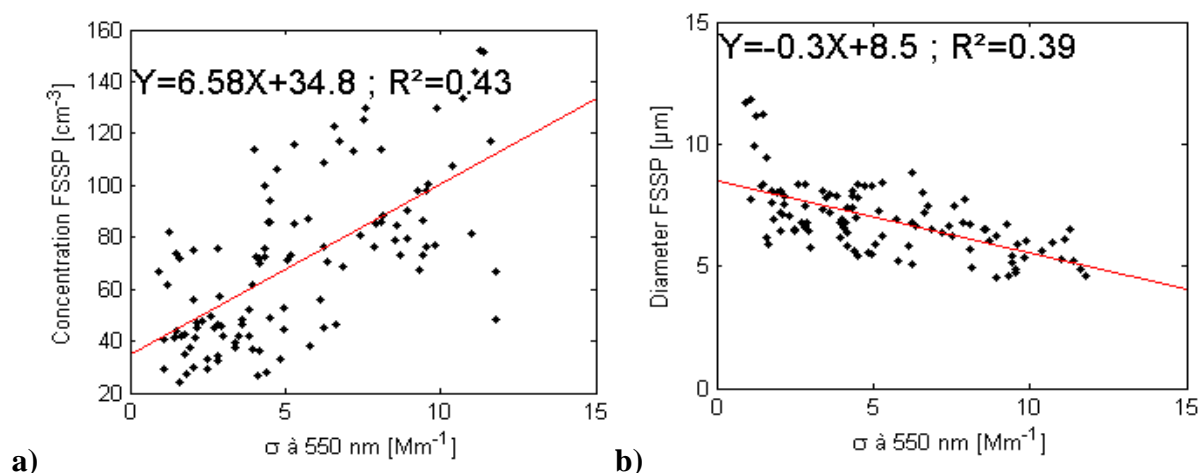 Y=6.58X+34.8 ; R²=0.43
Concentration FSSP [cm⁻³]
160
140
120
100
80
60
40
20
0
5
10
15
σ à 550 nm [Mm⁻¹]
a)
Y=-0.3X+8.5 ; R²=0.39
Diameter FSSP [µm]
15
10
5
0
0
5
10
15
σ à 550 nm [Mm⁻¹]
b)